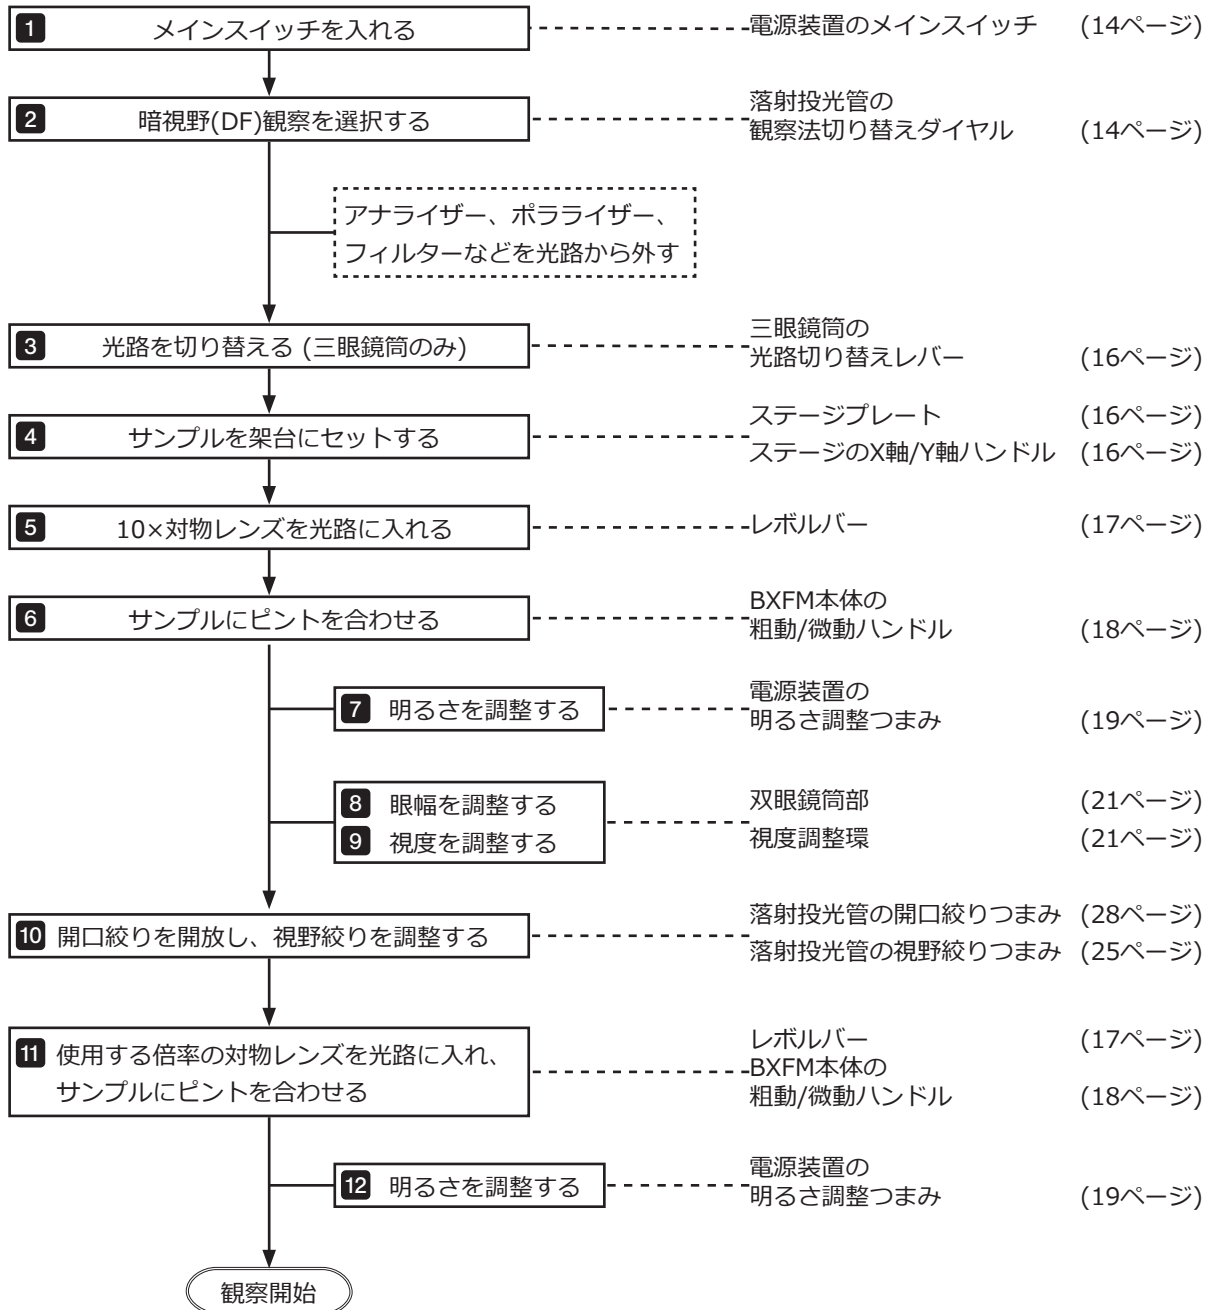 1 メインスイッチを入れる 電源装置のメインスイッチ (14ページ)
2 暗視野(DF)観察を選択する 落射投光管の
観察法切り替えダイヤル (14ページ)
アナライザー、ポラライザー、
フィルターなどを光路から外す
3 光路を切り替える (三眼鏡筒のみ) 三眼鏡筒の
光路切り替えレバー (16ページ)
4 サンプルを架台にセットする ステージプレート (16ページ)
ステージのX軸/Y軸ハンドル (16ページ)
5 10×対物レンズを光路に入れる レボルバー (17ページ)
6 サンプルにピントを合わせる BXFM本体の
粗動/微動ハンドル (18ページ)
7 明るさを調整する 電源装置の
明るさ調整つまみ (19ページ)
8 眼幅を調整する 双眼鏡筒部 (21ページ)
9 視度を調整する 視度調整環 (21ページ)
10 開口絞りを開放し、視野絞りを調整する 落射投光管の開口絞りつまみ (28ページ)
落射投光管の視野絞りつまみ (25ページ)
11 使用する倍率の対物レンズを光路に入れ、 レボルバー (17ページ)
サンプルにピントを合わせる BXFM本体の
粗動/微動ハンドル (18ページ)
12 明るさを調整する 電源装置の
明るさ調整つまみ (19ページ)
観察開始